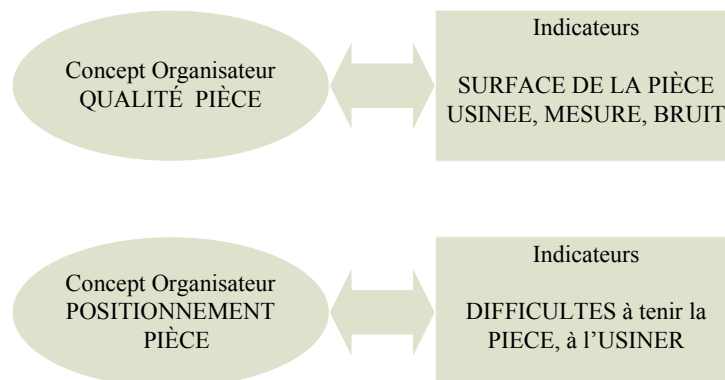 Concept Organisateur
QUALITÉ PIÈCE
Indicateurs
SURFACE DE LA PIÈCE
USINEE, MESURE, BRUIT
Concept Organisateur
POSITIONNEMENT
PIÈCE
Indicateurs
DIFFICULTES à tenir la
PIECE, à l’USINER